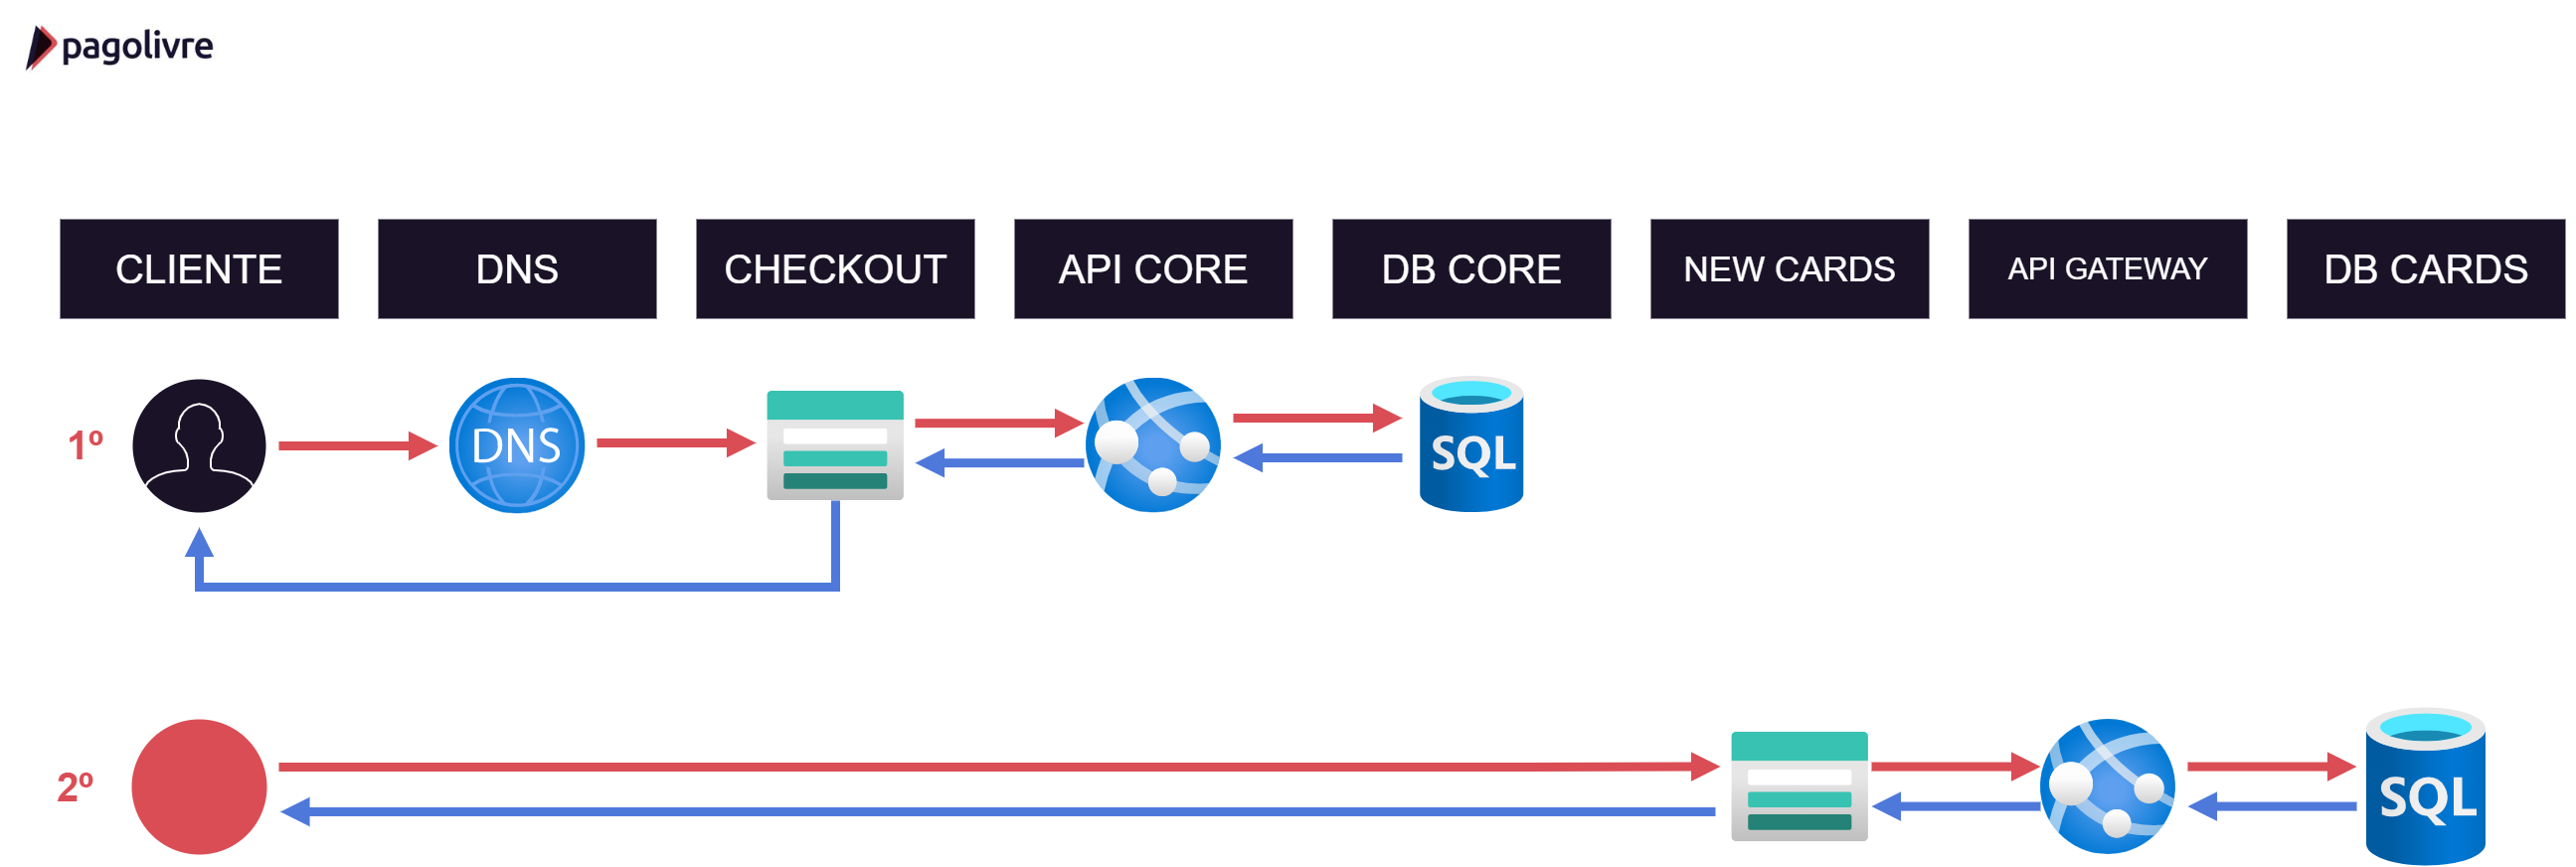 pagolivre
CLIENTE
DNS
CHECKOUT
API CORE
DB CORE
NEW CARDS
API GATEWAY
DB CARDS
1º
DNS
SQL
2º
SQL